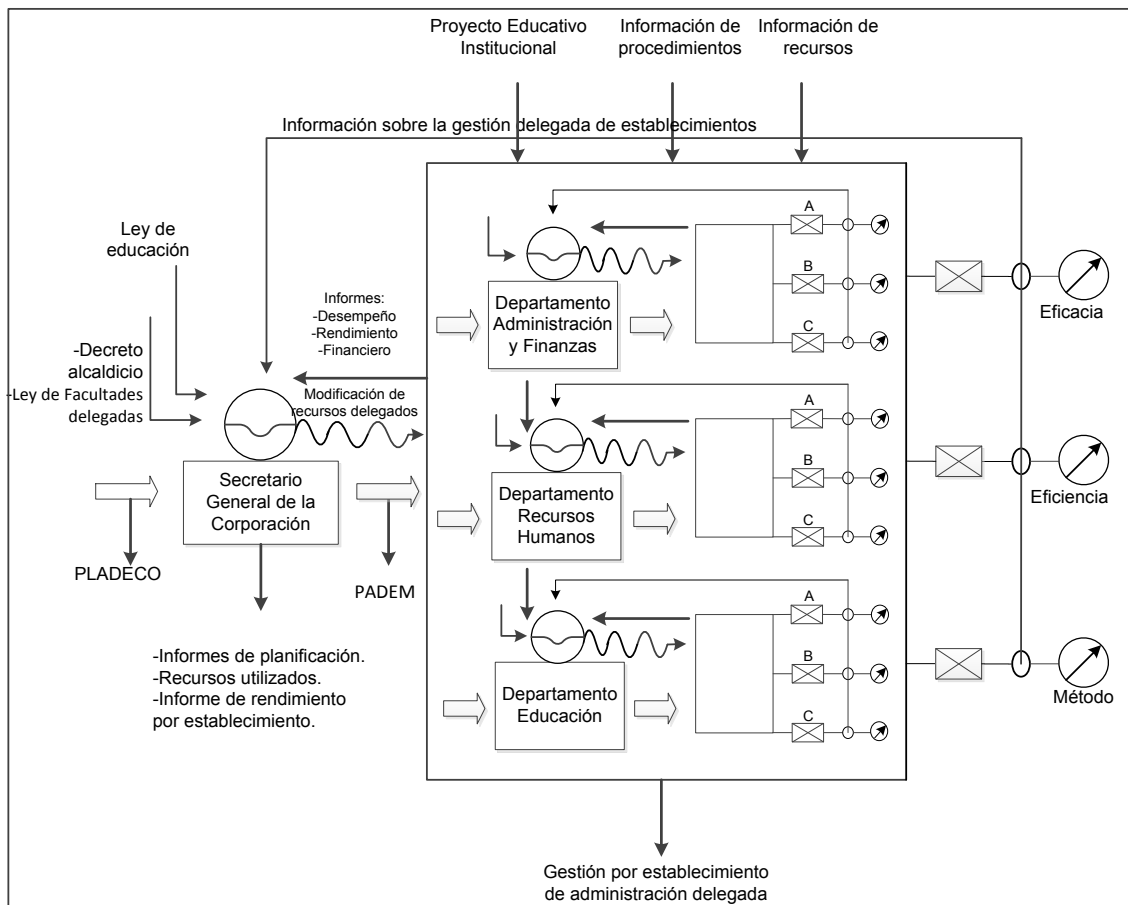 Proyecto Educativo
Institucional
Información de
procedimientos
Información de
recursos
Información sobre la gestión delegada de establecimientos
Ley de
educación
-Decreto
alcaldicio
-Ley de Facultades
delegadas
Informes:
-Desempeño
-Rendimiento
-Financiero
Modificación de
recursos delegados
Secretario
General de la
Corporación
PLADECO
PADEM
-Informes de planificación.
-Recursos utilizados.
-Informe de rendimiento
por establecimiento.
Departamento
Administración
y Finanzas
A
B
C
Departamento
Recursos
Humanos
A
B
C
Departamento
Educación
A
B
C
Eficacia
Eficiencia
Método
Gestión por establecimiento
de administración delegada